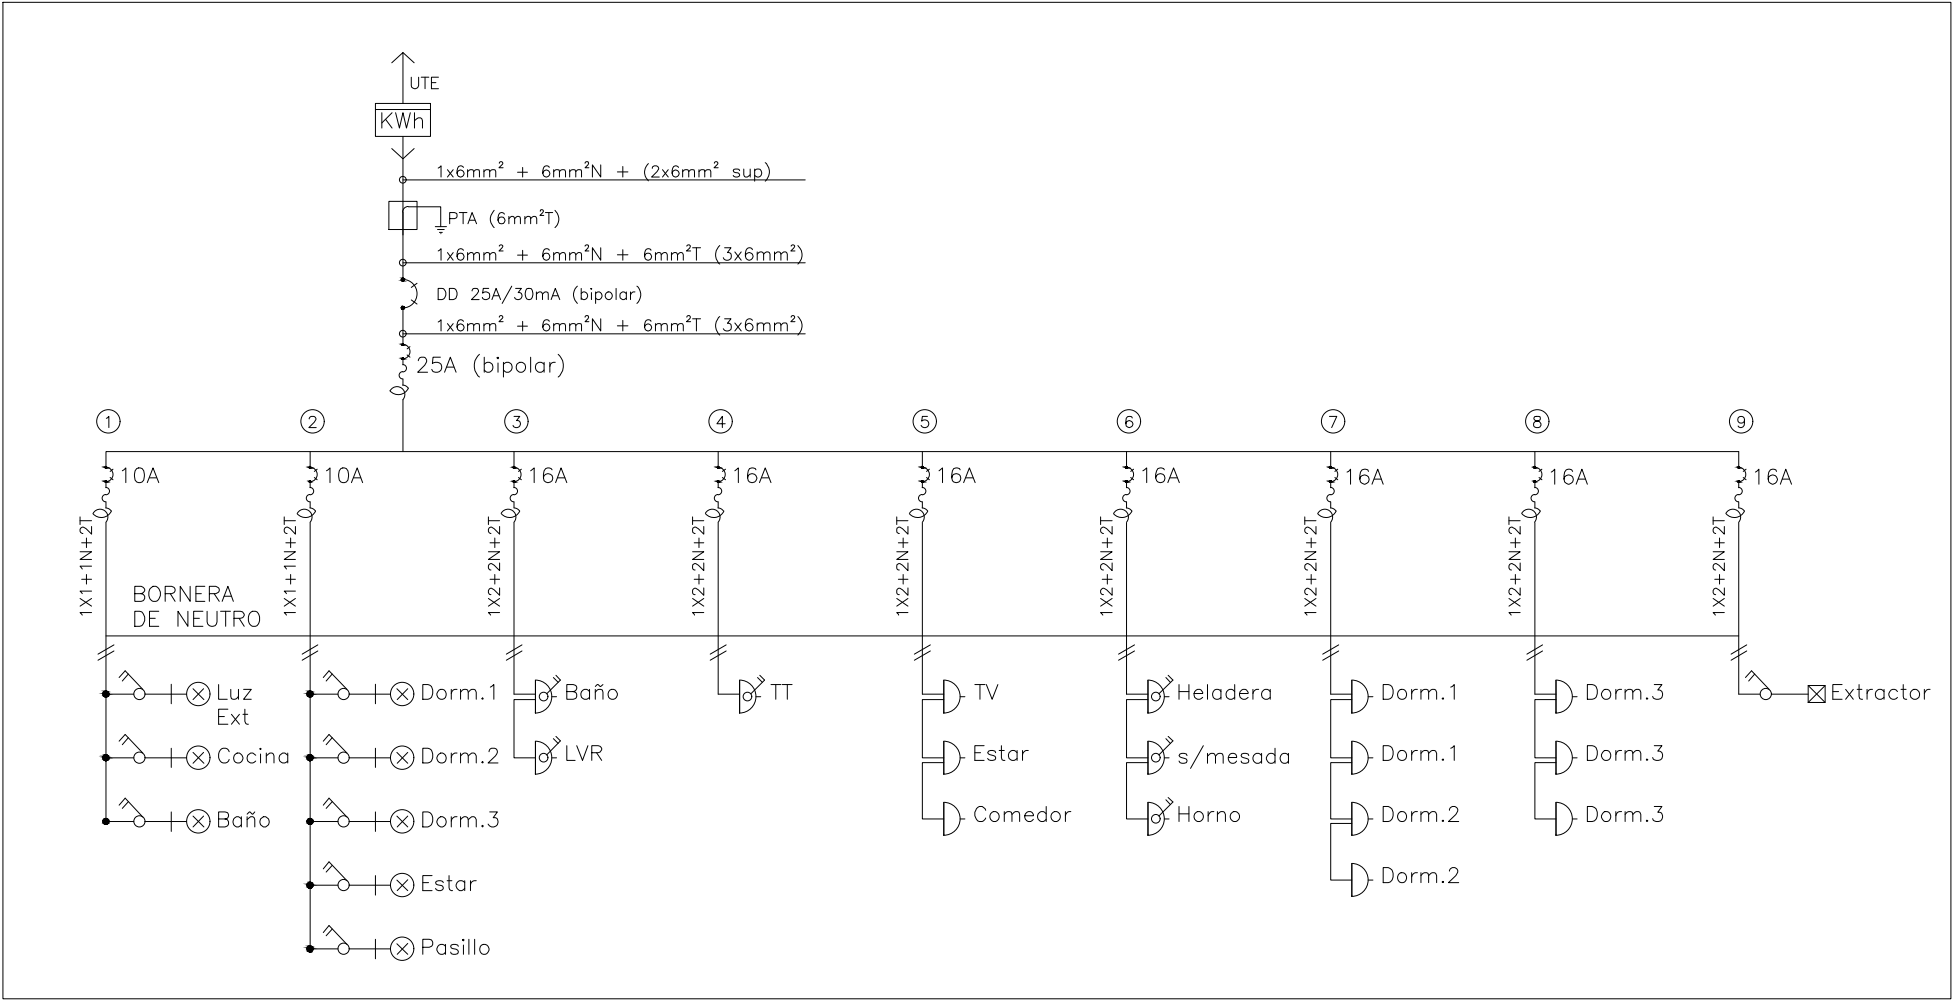 UTE
KWh
1x6mm² + 6mm²N + (2x6mm² sup)
PTA (6mm²T)
1x6mm² + 6mm²N + 6mm²T (3x6mm²)
DD 25A/30mA (bipolar)
1x6mm² + 6mm²N + 6mm²T (3x6mm²)
25A (bipolar)
1 2 3 4 5 6 7 8 9
10A 10A 16A 16A 16A 16A 16A 16A 16A
1X1+1N+2T
1X1+1N+2T
1X2+2N+2T
1X2+2N+2T
1X2+2N+2T
1X2+2N+2T
1X2+2N+2T
1X2+2N+2T
1X2+2N+2T
BORNERA
DE NEUTRO
Luz
Ext
Cocina
Baño
Dorm.1
Dorm.2
Dorm.3
Estar
Pasillo
Baño
LVR
TT
TV
Estar
Comedor
Heladera
s/mesada
Horno
Dorm.1
Dorm.1
Dorm.2
Dorm.2
Dorm.3
Dorm.3
Dorm.3
Extractor